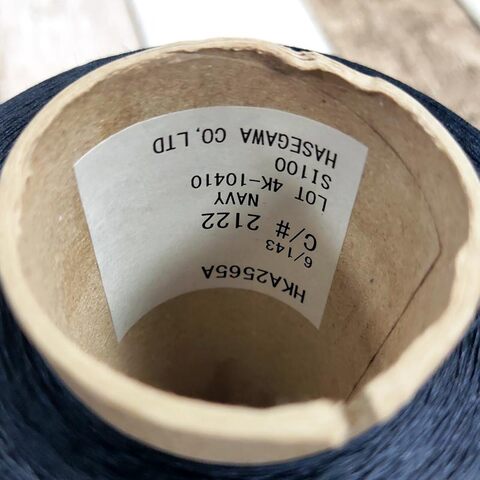 HKA2565A
6/143
C/# 2122
NAVY
LOT 4K-10410
SI100
HASEGAWA CO,LTD